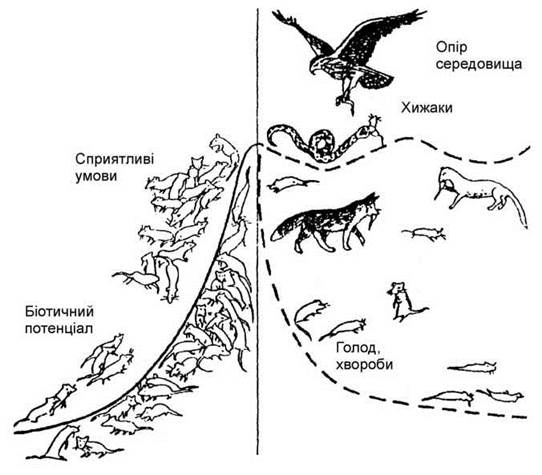 Опір
середовища
Хижаки
Сприятливі
умови
Біотичний
потенціал
Голод,
хвороби